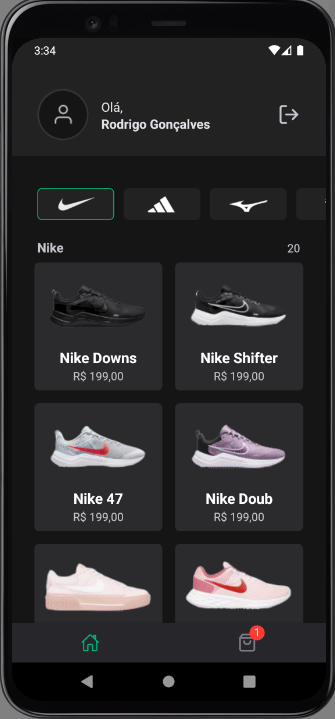 3:34
Olá,
Rodrigo Gonçalves
Nike
20
Nike Downs
R$ 199,00
Nike Shifter
R$ 199,00
Nike 47
R$ 199,00
Nike Doub
R$ 199,00
1